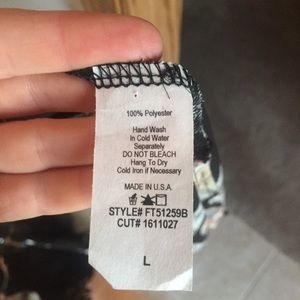 100% Polyester
Hand Wash
In Cold Water
Separately
DO NOT BLEACH
Hang To Dry
Cold Iron if Necessary
MADE IN U.S.A.
STYLE# FT51259B
CUT# 1611027
L